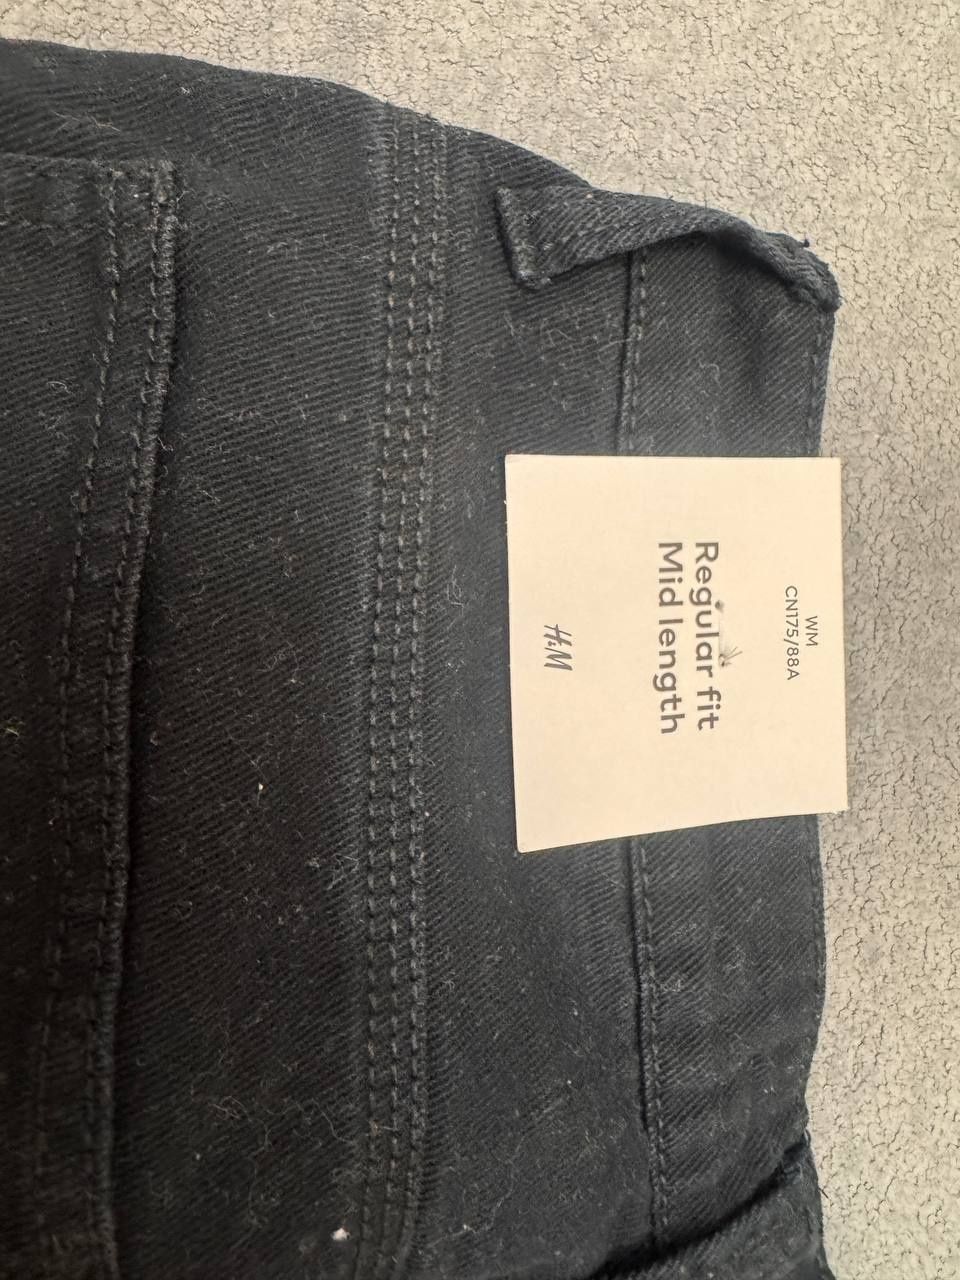 WM
CN175/88A
Regular fit
Mid length
H&M